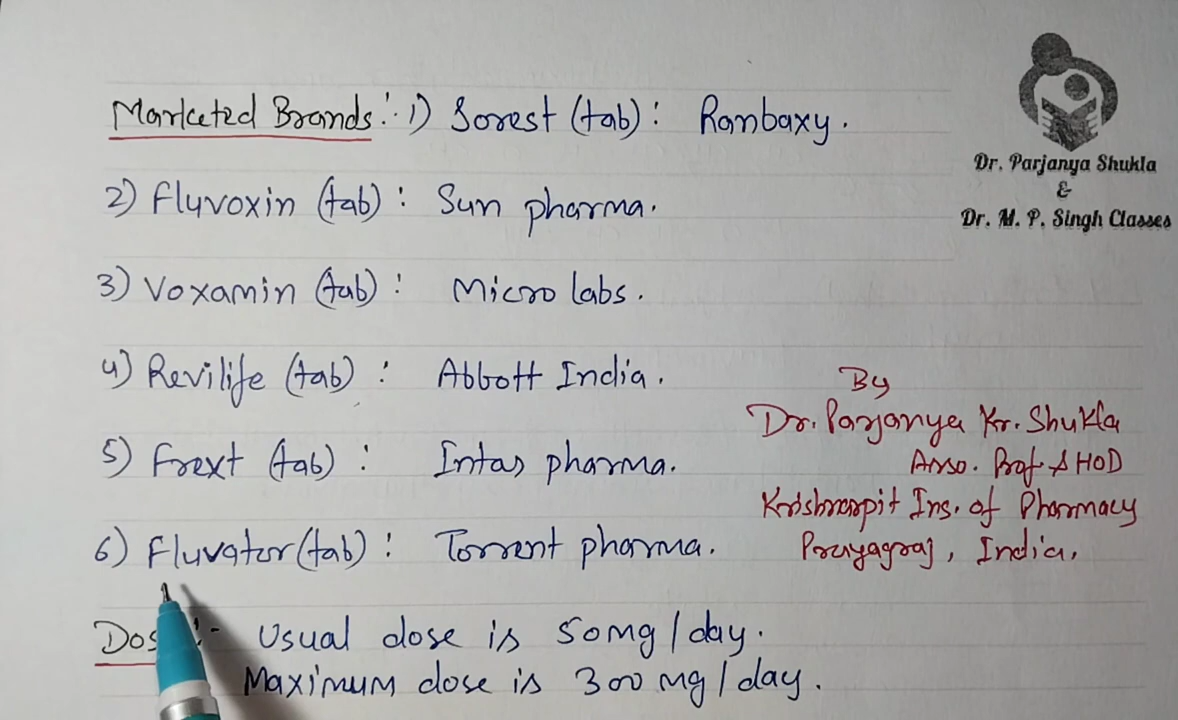 Marketed Brands:- 1) Sorest (tab) : Ranbaxy.
2) Fluvoxin (tab) : Sun pharma.
3) Voxamin (tab) : Micro labs.
4) Revilife (tab) : Abbott India.
5) Frext (tab) : Intas pharma.
6) Fluvator (tab) : Torrent pharma.
Dos :- Usual dose is 50mg/day.
Maximum dose is 300 mg/day.
By
Dr. Parjanya Kr. Shukla
Asso. Prof & HOD
Krishnarpit Ins. of Pharmacy
Prayagraj, India.
Dr. Parjanya Shukla
&
Dr. M. P. Singh Classes